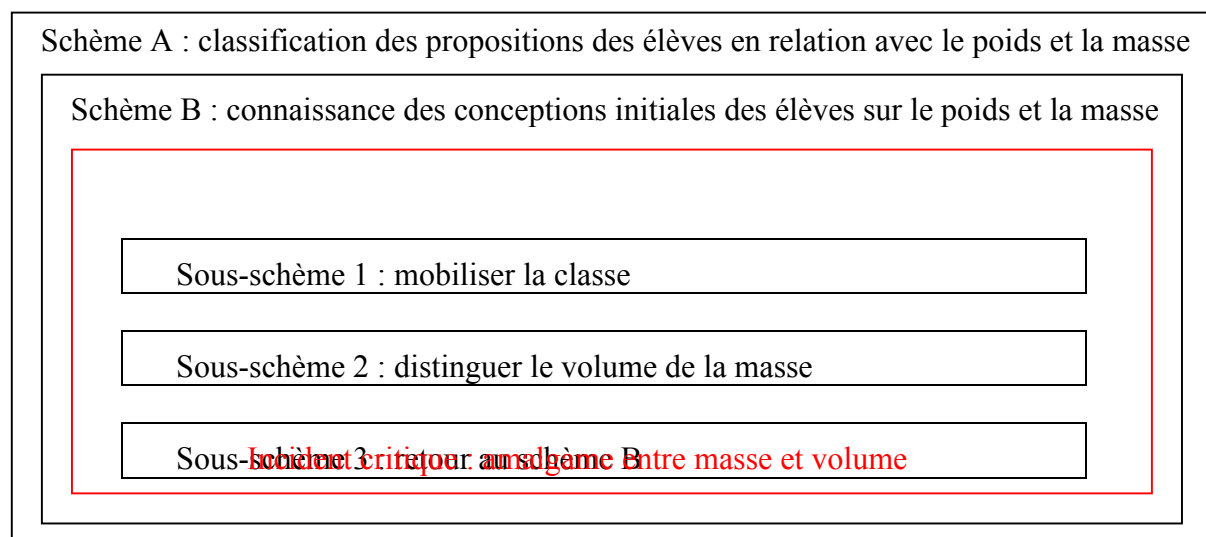 Schème A : classification des propositions des élèves en relation avec le poids et la masse
Schème B : connaissance des conceptions initiales des élèves sur le poids et la masse
Sous-schème 1 : mobiliser la classe
Sous-schème 2 : distinguer le volume de la masse
Sous-schème 3 : retour au schème B
Incident critique : amalgame entre masse et volume